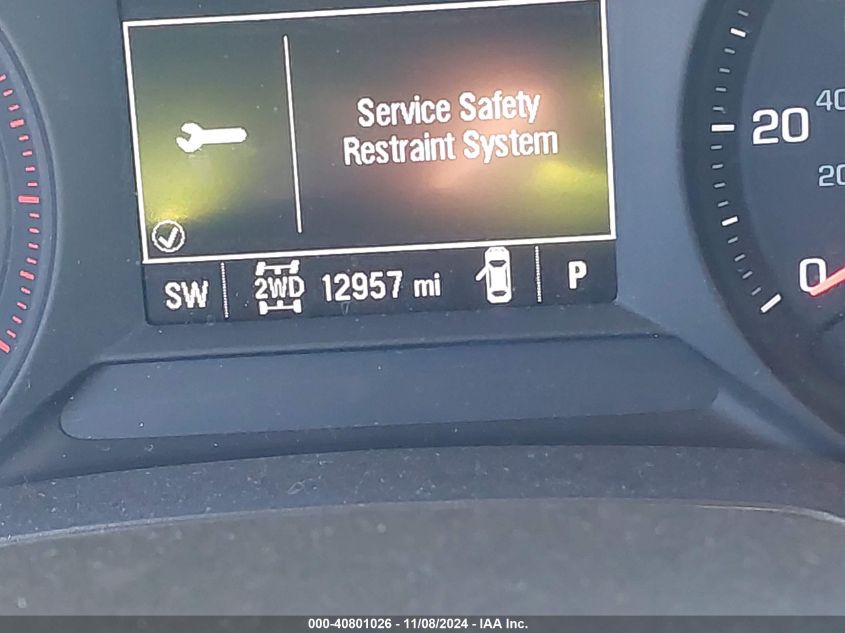 Service Safety
Restraint System
SW 2WD 12957 mi P
20 40
20
0
000-40801026 - 11/08/2024 - IAA Inc.